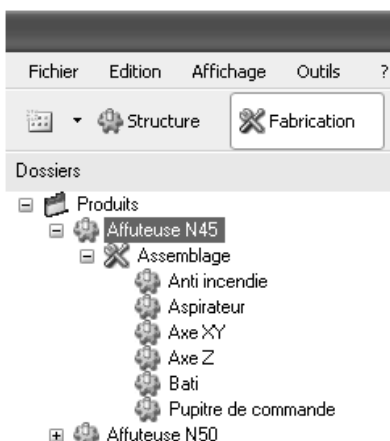 Fichier Edition Affichage Outils ?
Structure Fabrication
Dossiers
Produits
Affuteuse N45
Assemblage
Anti incendie
Aspirateur
Axe XY
Axe Z
Bati
Pupitre de commande
Affuteuse N50